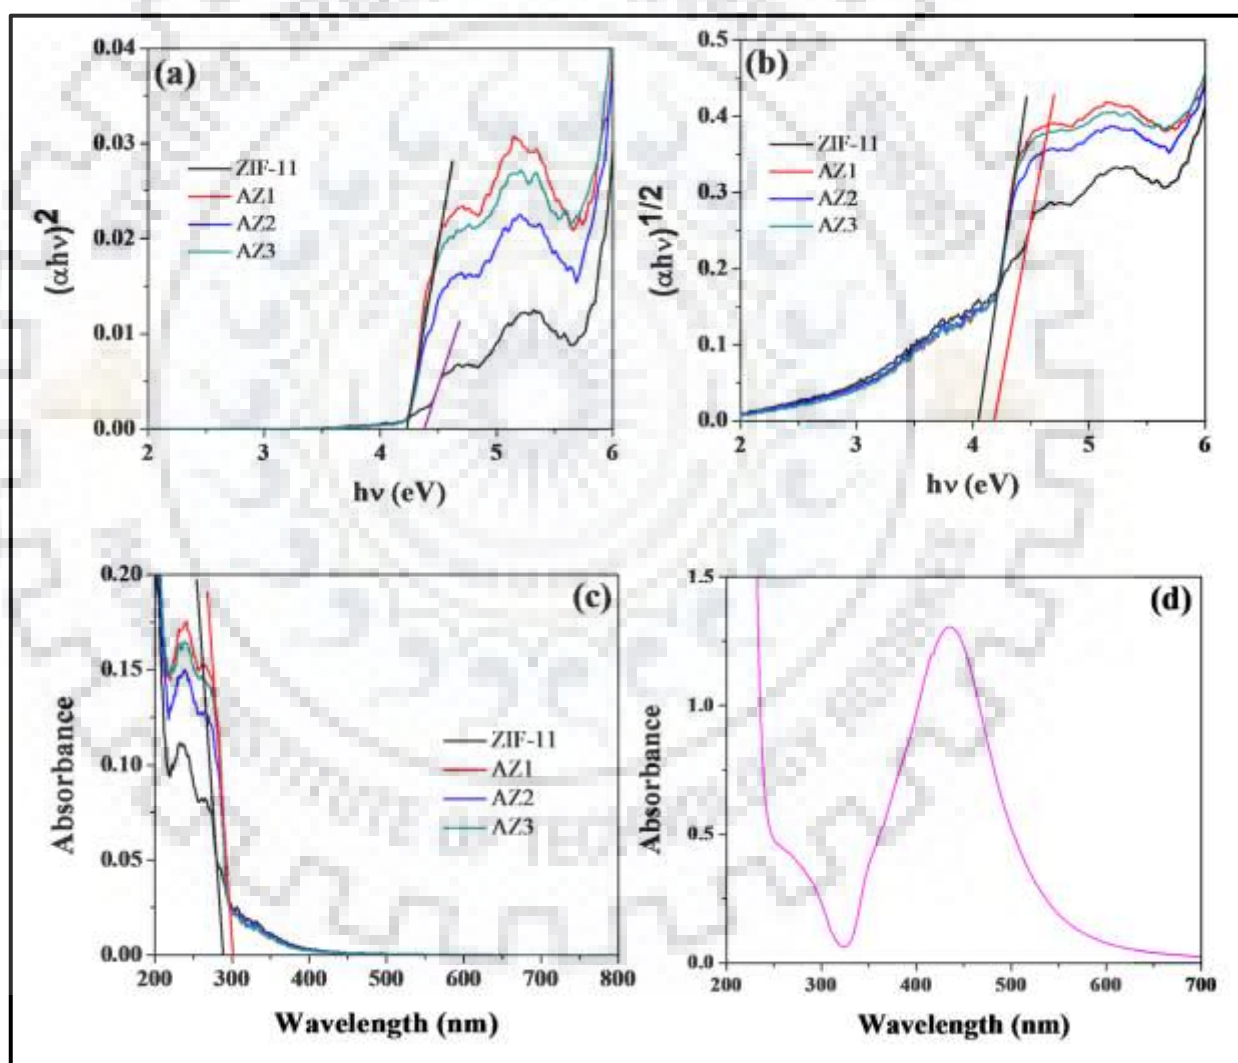 (a)
0.04
0.03
0.02
0.01
0.00
(αhν)2
ZIF-11
AZ1
AZ2
AZ3
2 3 4 5 6
hν (eV)
(b)
0.5
0.4
0.3
0.2
0.1
0.0
(αhν)1/2
ZIF-11
AZ1
AZ2
AZ3
2 3 4 5 6
hν (eV)
(c)
0.20
0.15
0.10
0.05
0.00
Absorbance
ZIF-11
AZ1
AZ2
AZ3
200 300 400 500 600 700 800
Wavelength (nm)
(d)
1.5
1.0
0.5
0.0
Absorbance
200 300 400 500 600 700
Wavelength (nm)